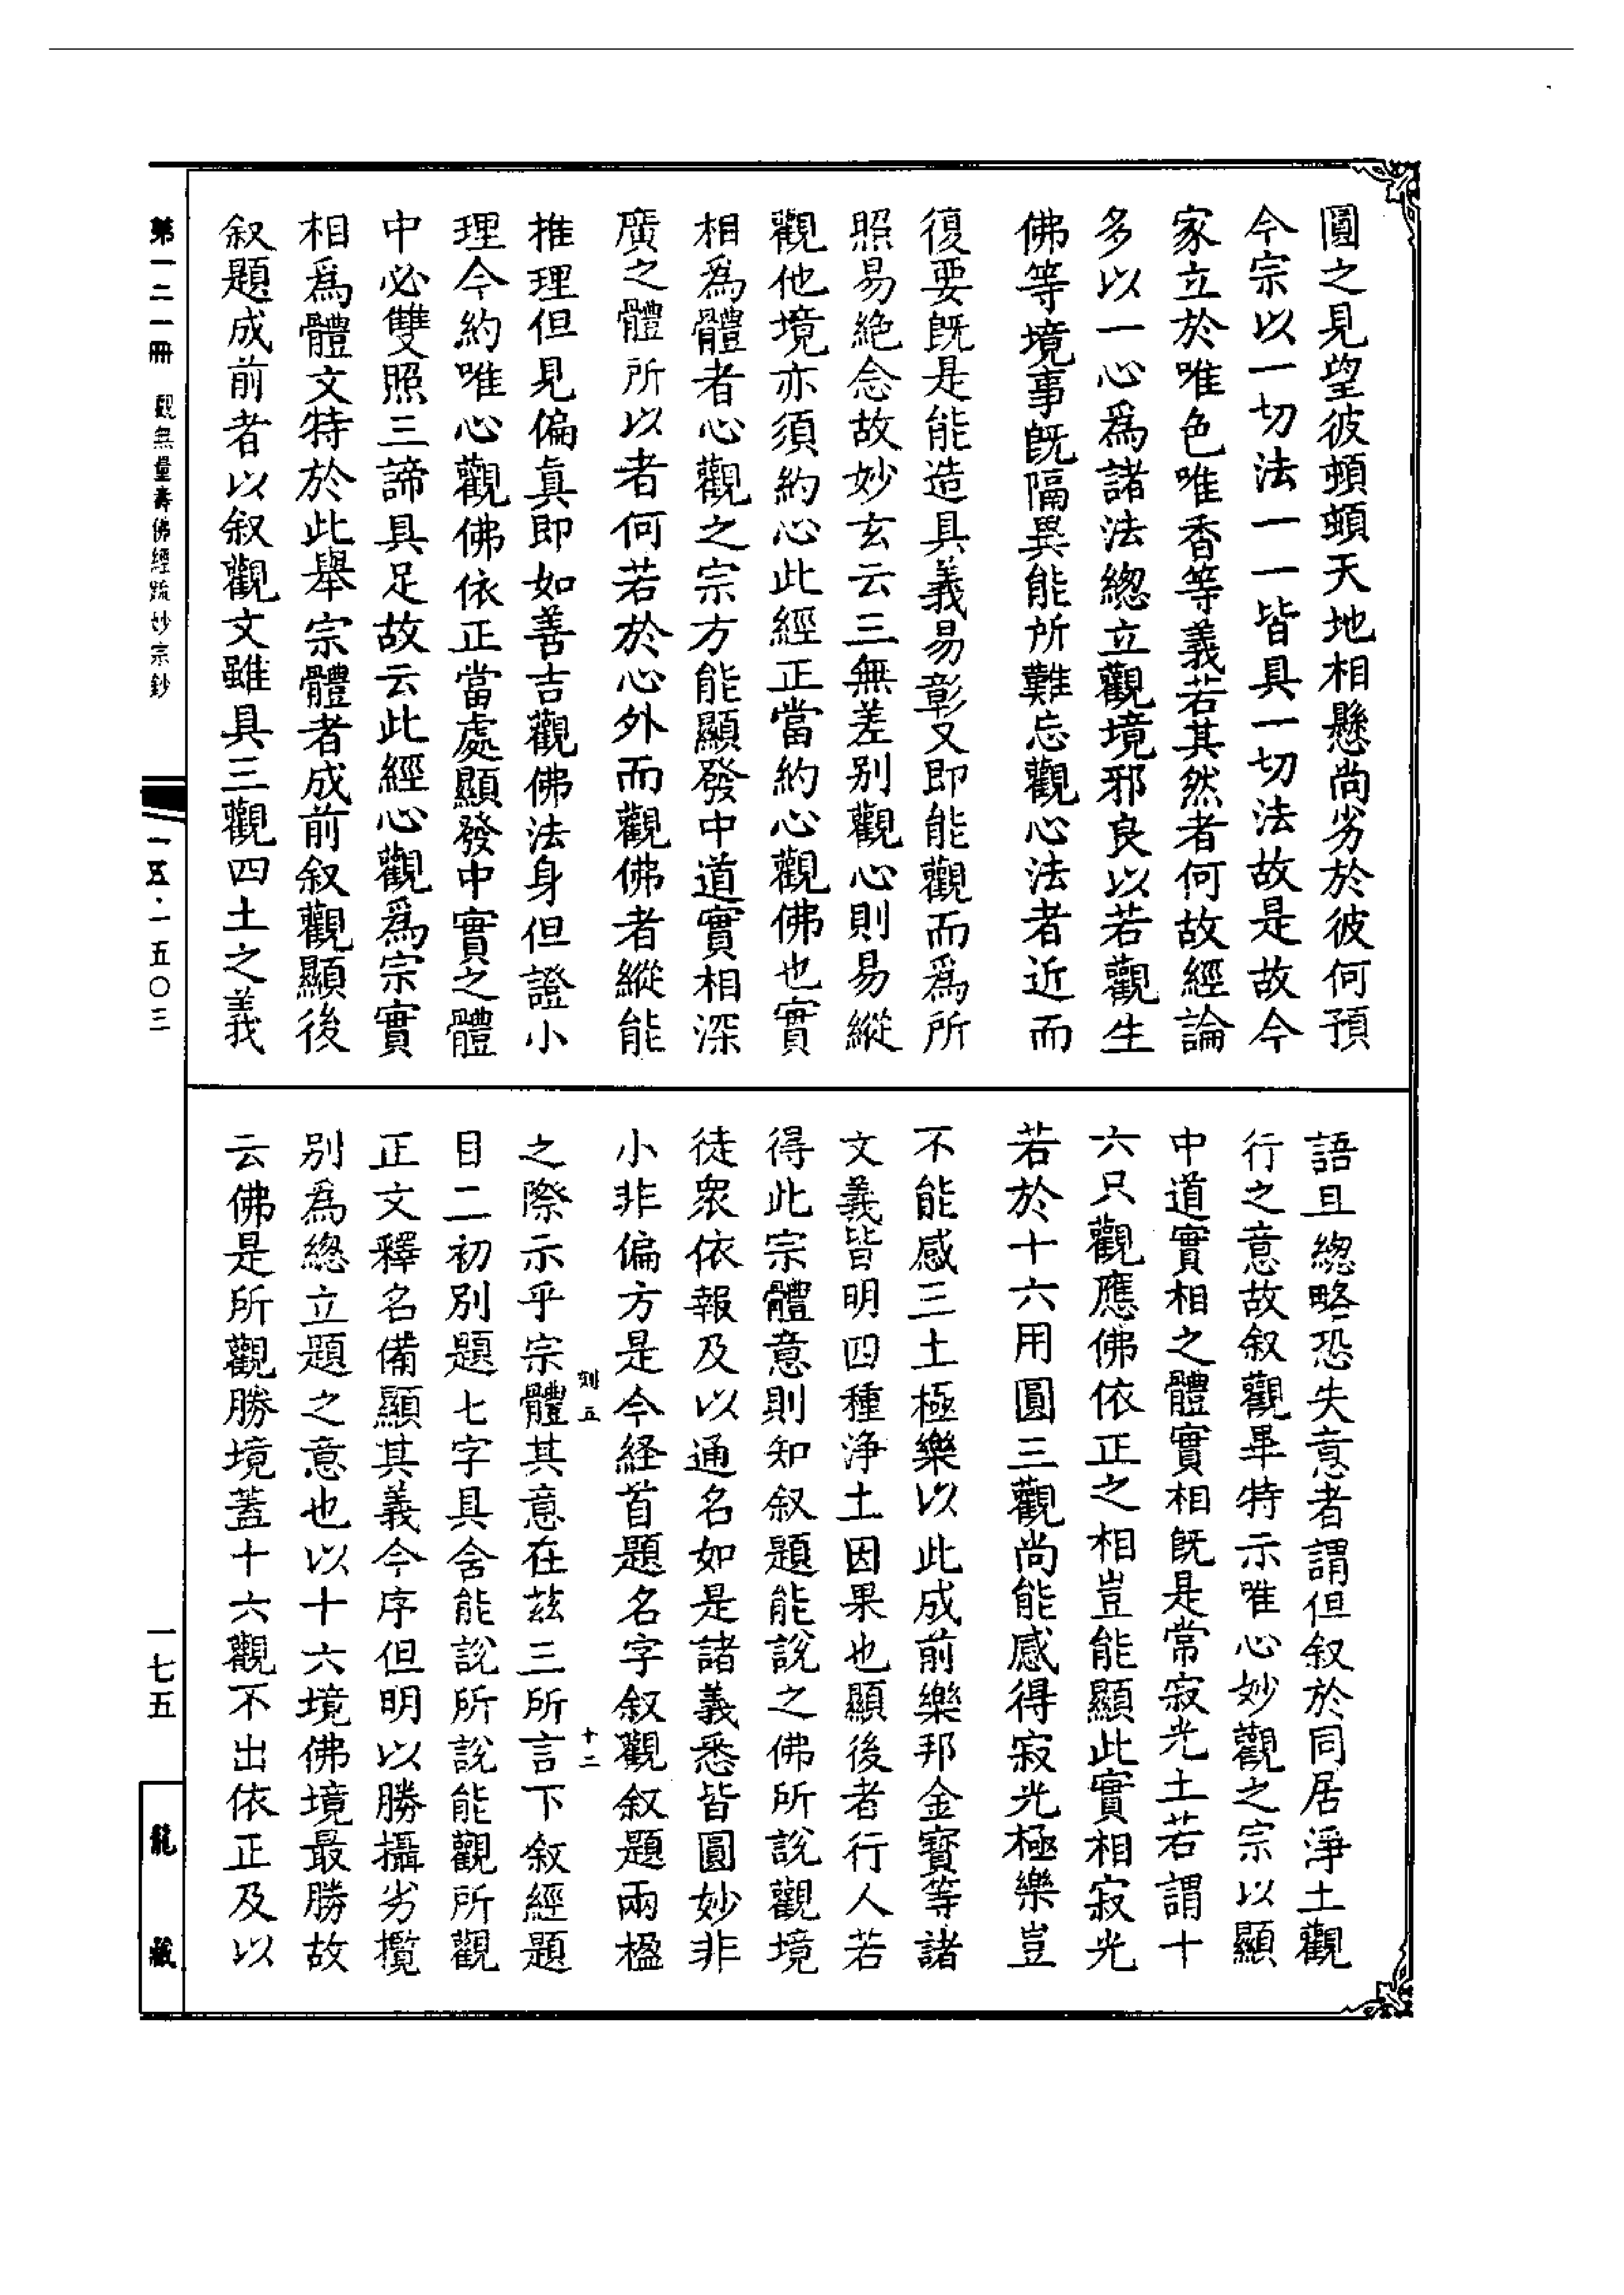 圓之見望彼頓頓天地相懸尚劣於彼何預
今宗以一切法一一皆具一切法故是故今
家立於唯色唯香等義若其然者何故經論
多以一心爲諸法總立觀境邪良以若觀生
佛等境事旣隔異能所難忘觀心法者近而
復要旣是能造具義易彰又即能觀而爲所
照易絶念故妙玄云三無差别觀心則易縱
觀他境亦須約心此經正當約心觀佛也實
相爲體者心觀之宗方能顯發中道實相深
廣之體所以者何若於心外而觀佛者縱能
推理但見偏真即如善吉觀佛法身但證小
理今約唯心觀佛依正當處顯發中實之體
中必雙照三諦具足故云此經心觀爲宗實
相爲體文特於此舉宗體者成前叙觀顯後
叙題成前者以叙觀文雖具三觀四土之義
語且總略恐失意者謂但叙於同居淨土觀
行之意故叙觀畢特示唯心妙觀之宗以顯
中道實相之體實相旣是常寂光土若謂十
六只觀應佛依正之相豈能顯此實相寂光
若於十六用圓三觀尚能感得寂光極樂豈
不能感三土極樂以此成前樂邦金寳等諸
文義皆明四種淨土因果也顯後者行人若
得此宗體意則知叙題能說之佛所說觀境
徒衆依報及以通名如是諸義悉皆圓妙非
小非偏方是今経首題名字叙觀叙題兩楹
刻五 十二
之際示乎宗體其意在茲三所言下敘經題
目二初别題七字具含能說所說能觀所觀
正文釋名備顯其義今序但明以勝攝劣攬
别爲總立題之意也以十六境佛境最勝故
云佛是所觀勝境蓋十六觀不出依正及以
第一二一冊 觀無量壽佛經疏妙宗鈔
一五·一五〇三
一七五
龍藏